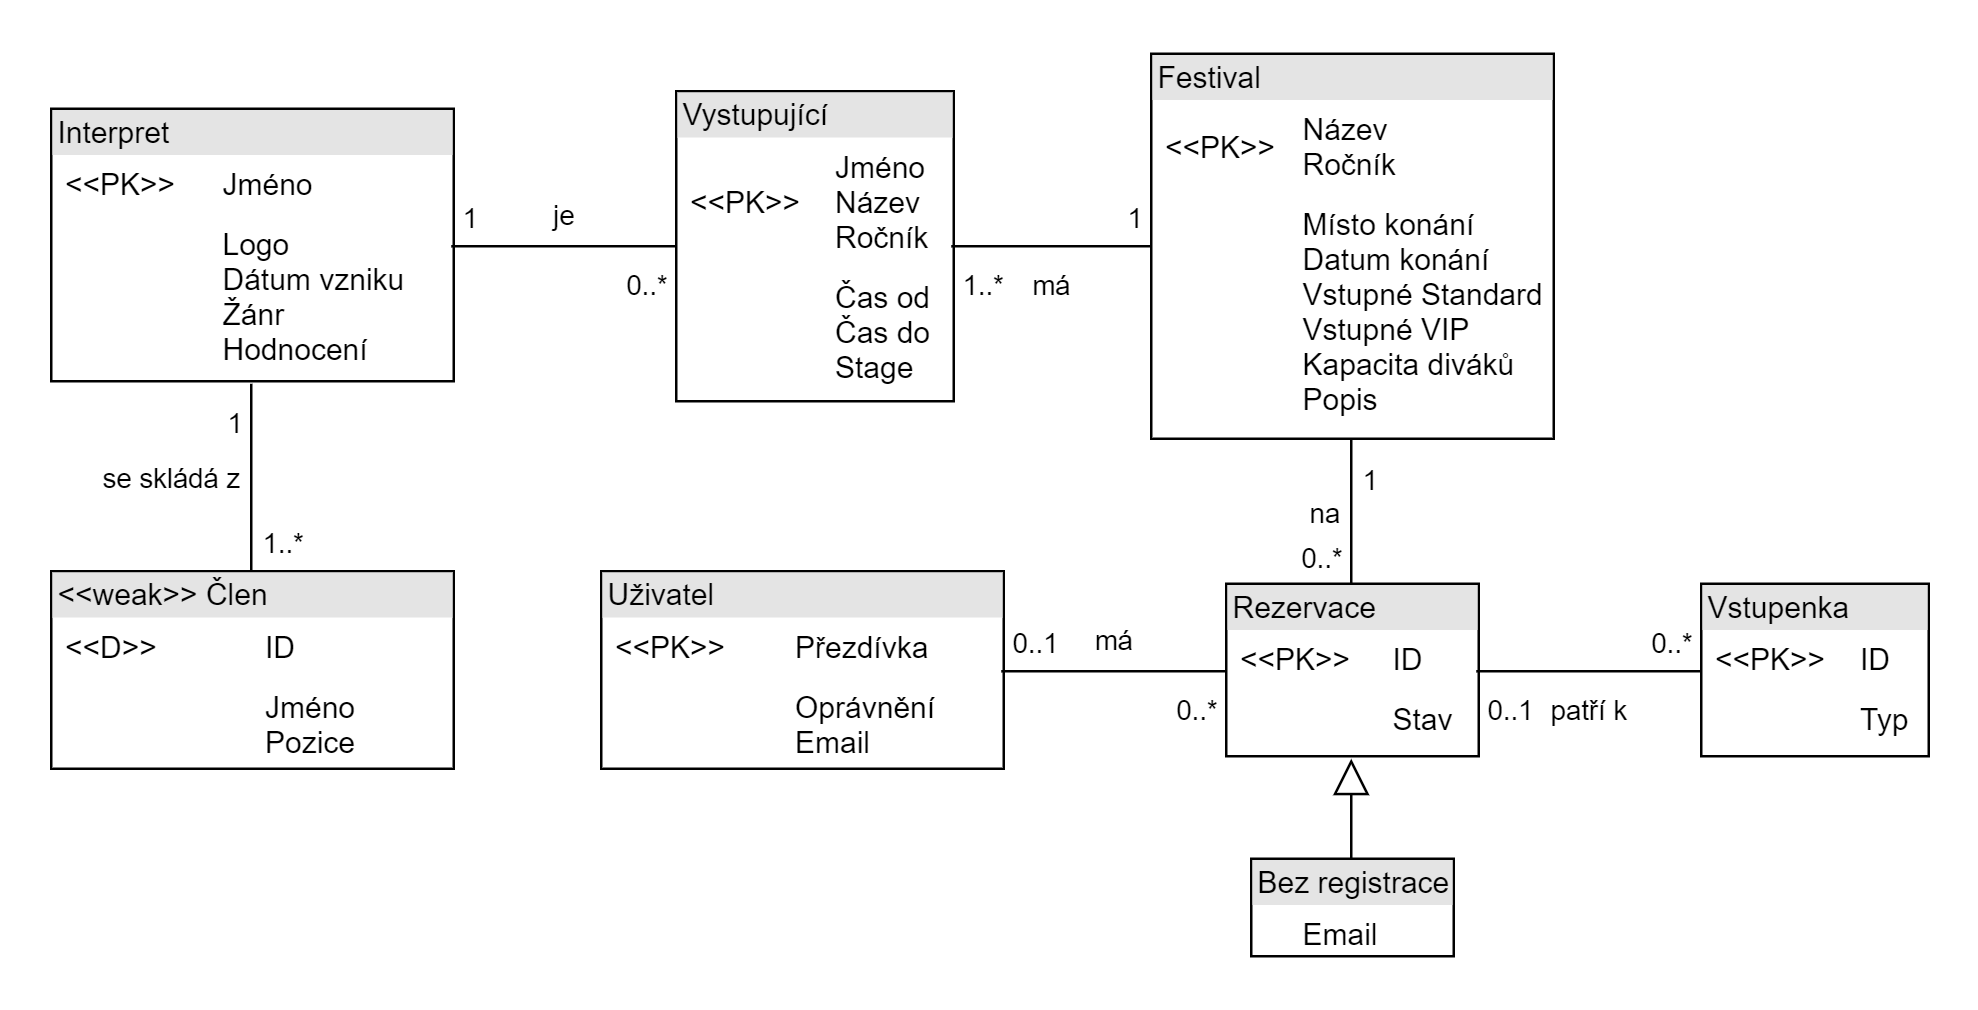 Interpret
<<PK>> Jméno
Logo
Dátum vzniku
Žánr
Hodnocení
1
je
0..*
Vystupující
Jméno
<<PK>> Název
Ročník
Čas od
Čas do
Stage
1
1..* má
Festival
Název
<<PK>>
Ročník
Místo konání
Datum konání
Vstupné Standard
Vstupné VIP
Kapacita diváků
Popis
1
se skládá z
1..*
<<weak>> Člen
<<D>> ID
Jméno
Pozice
Uživatel
<<PK>> Přezdívka
Oprávnění
Email
0..1 má
0..*
1
na
0..*
Rezervace
<<PK>> ID
Stav
0..*
0..1 patří k
Vstupenka
<<PK>> ID
Typ
Bez registrace
Email